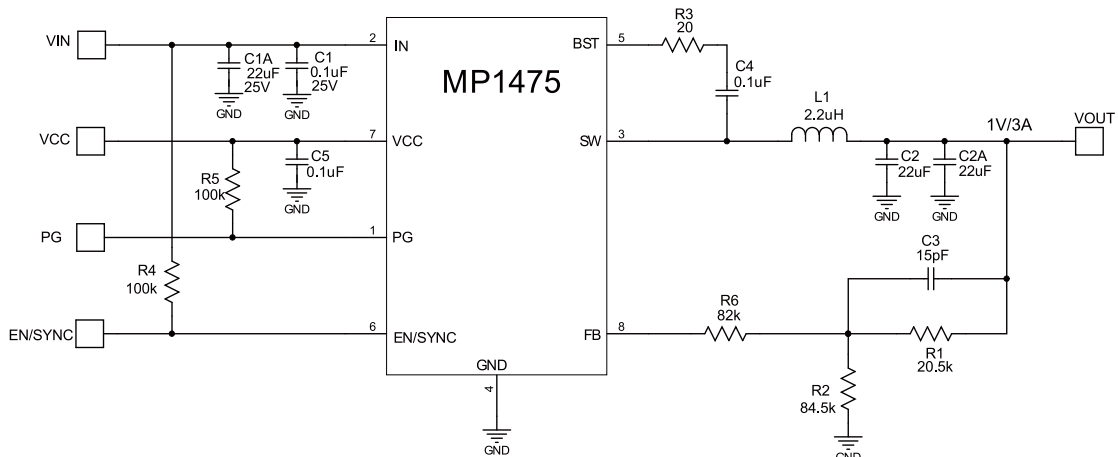 VIN
2
IN
C1A
22uF
25V
GND
C1
0.1uF
25V
GND
MP1475
BST
5
R3
20
C4
0.1uF
VCC
7
VCC
C5
0.1uF
GND
R5
100k
SW
3
L1
2.2uH
1V/3A
VOUT
C2
22uF
GND
C2A
22uF
GND
PG
1
PG
R4
100k
C3
15pF
EN/SYNC
6
EN/SYNC
FB
8
R6
82k
R1
20.5k
R2
84.5k
GND
GND
4
GND